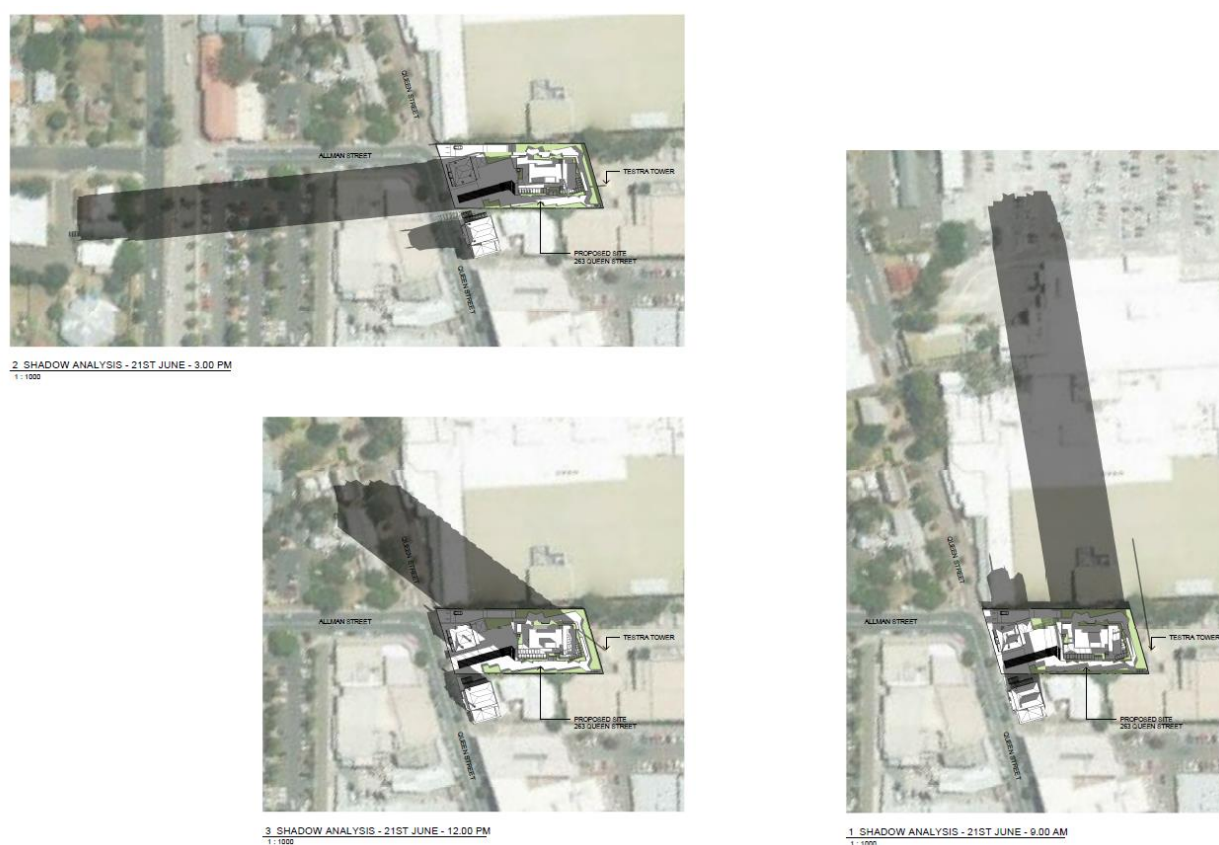 QUEEN STREET
ALLMAN STREET
TESTRA TOWER
PROPOSED SITE
263 QUEEN STREET
QUEEN STREET
2 SHADOW ANALYSIS - 21ST JUNE - 3.00 PM
1 : 1000
QUEEN STREET
ALLMAN STREET
TESTRA TOWER
PROPOSED SITE
263 QUEEN STREET
QUEEN STREET
3 SHADOW ANALYSIS - 21ST JUNE - 12.00 PM
1 : 1000
QUEEN STREET
ALLMAN STREET
TESTRA TOWER
PROPOSED SITE
263 QUEEN STREET
QUEEN STREET
1 SHADOW ANALYSIS - 21ST JUNE - 9.00 AM
1 : 1000